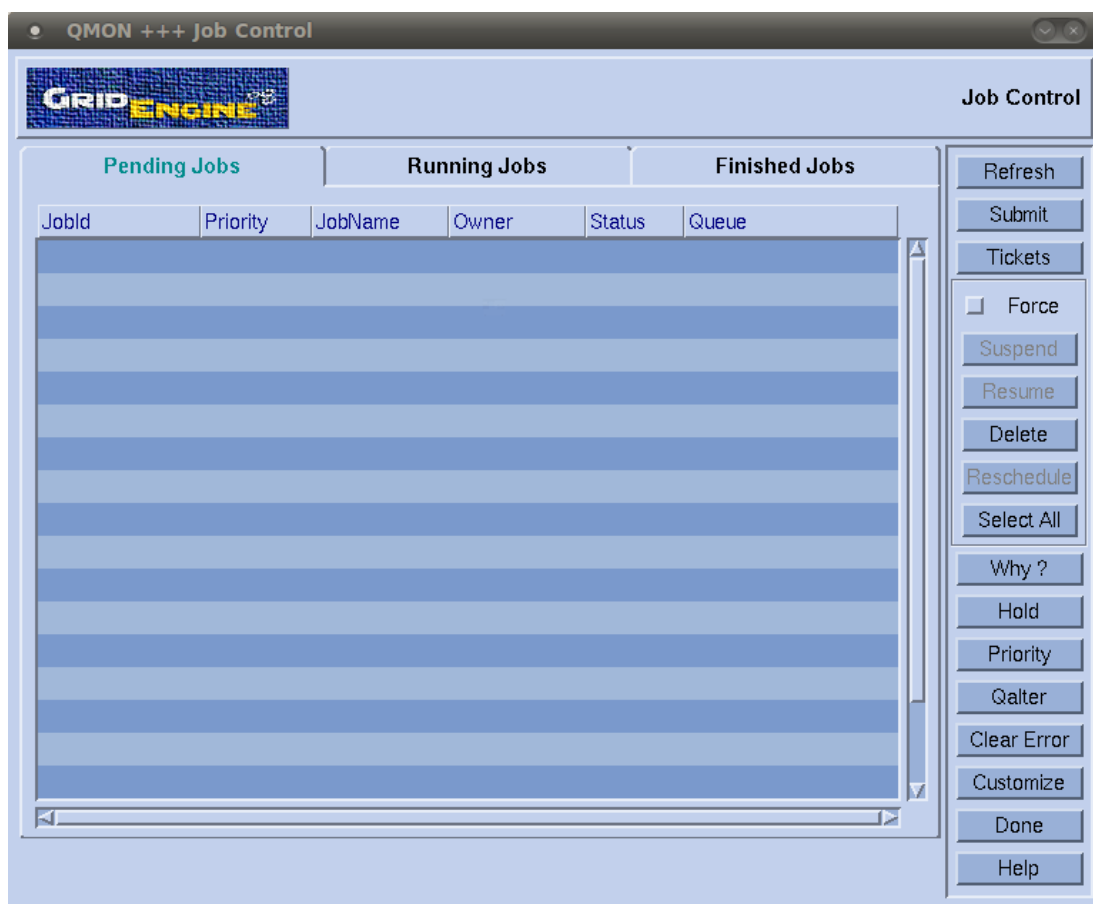 QMON +++ Job Control
GRID ENGINE
Job Control
Pending Jobs Running Jobs Finished Jobs
JobId Priority JobName Owner Status Queue
Refresh
Submit
Tickets
Force
Suspend
Resume
Delete
Reschedule
Select All
Why ?
Hold
Priority
Qalter
Clear Error
Customize
Done
Help